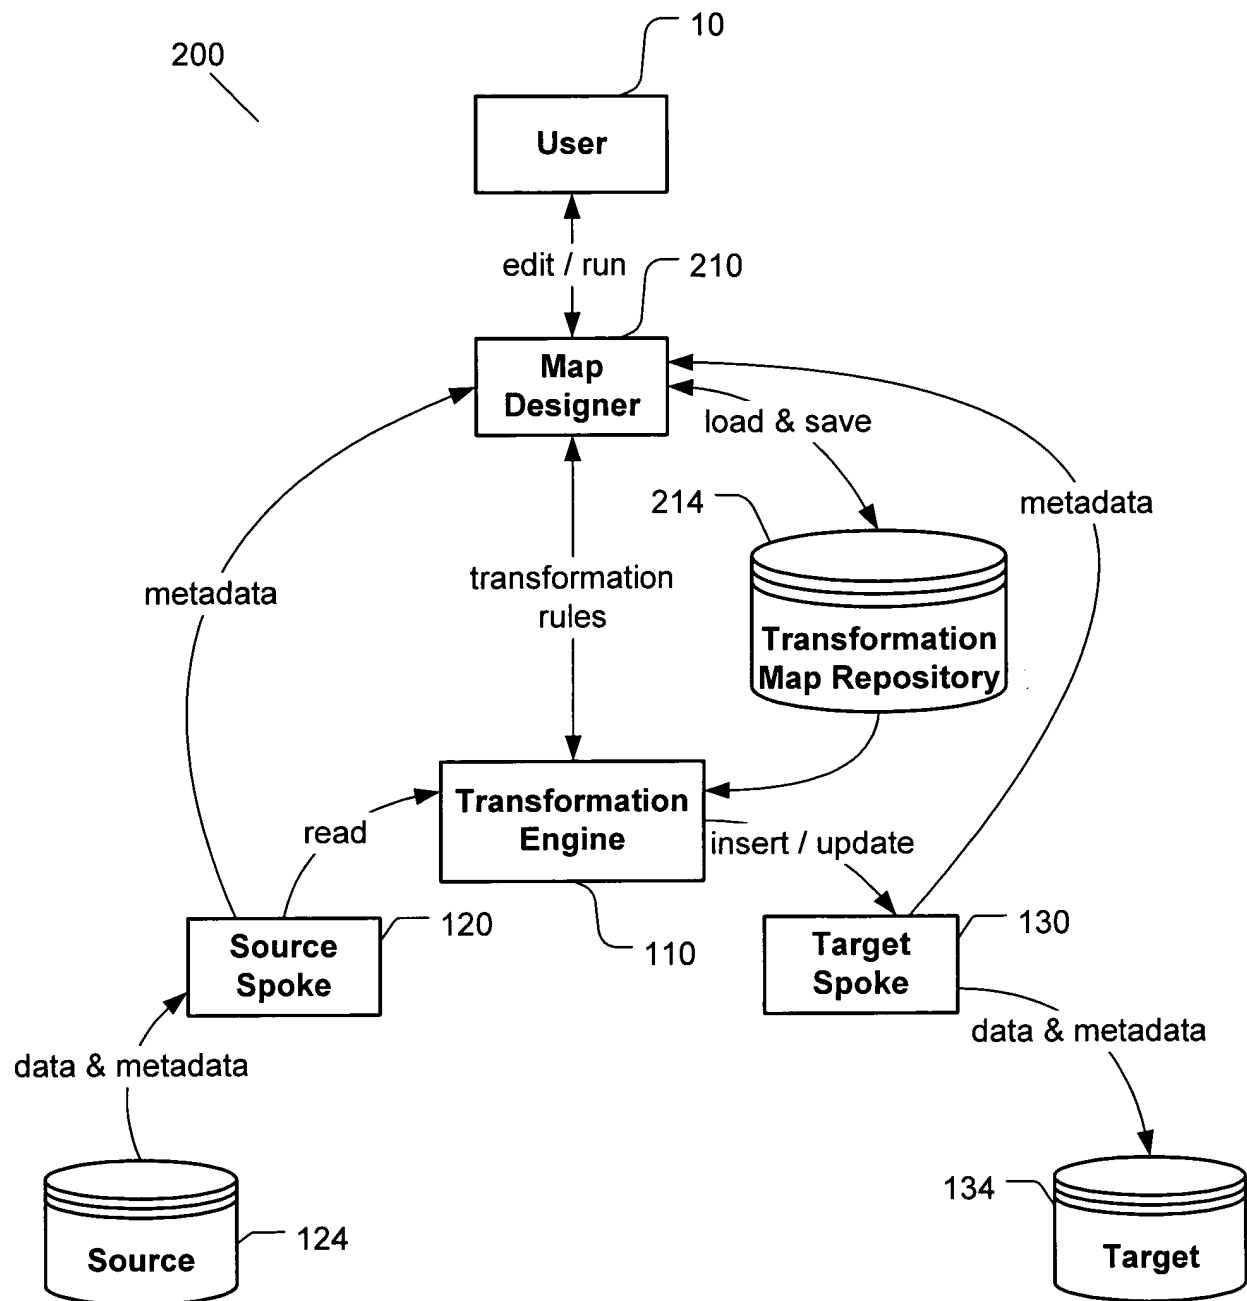 10
200
User
edit / run
210
Map
Designer
load & save
214
metadata
transformation
rules
metadata
Transformation
Map Repository
Transformation
Engine
read
insert / update
120
110
130
Source
Spoke
Target
Spoke
data & metadata
data & metadata
134
124
Source
Target